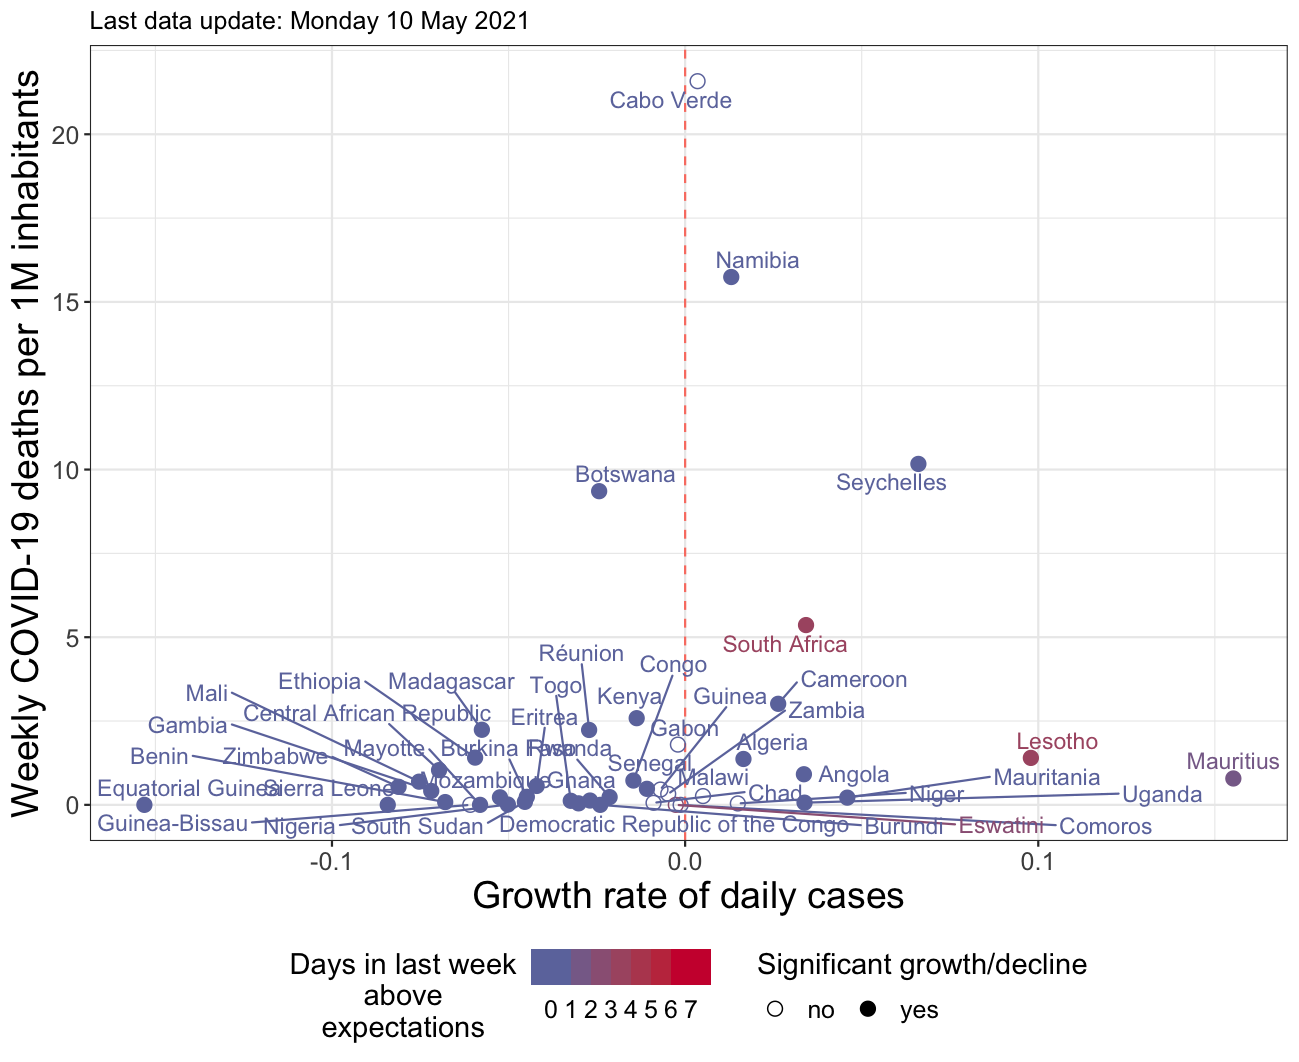 Last data update: Monday 10 May 2021
Weekly COVID-19 deaths per 1M inhabitants
20
15
10
5
0
Cabo Verde
Namibia
Botswana
Seychelles
South Africa
Réunion
Congo
Ethiopia
Madagascar
Togo
Cameroon
Mali
Kenya
Guinea
Central African Republic
Eritrea
Zambia
Gambia
Gabon
Mayotte
Burkina Faso
Rwanda
Algeria
Lesotho
Benin
Zimbabwe
Senegal
Mauritius
Mozambique
Ghana
Malawi
Angola
Mauritania
Equatorial Guinea
Sierra Leone
Chad
Niger
Uganda
Guinea-Bissau
Nigeria
South Sudan
Democratic Republic of the Congo
Burundi
Eswatini
Comoros
-0.1
0.0
0.1
Growth rate of daily cases
Days in last week
above
expectations
0 1 2 3 4 5 6 7
Significant growth/decline
no
yes